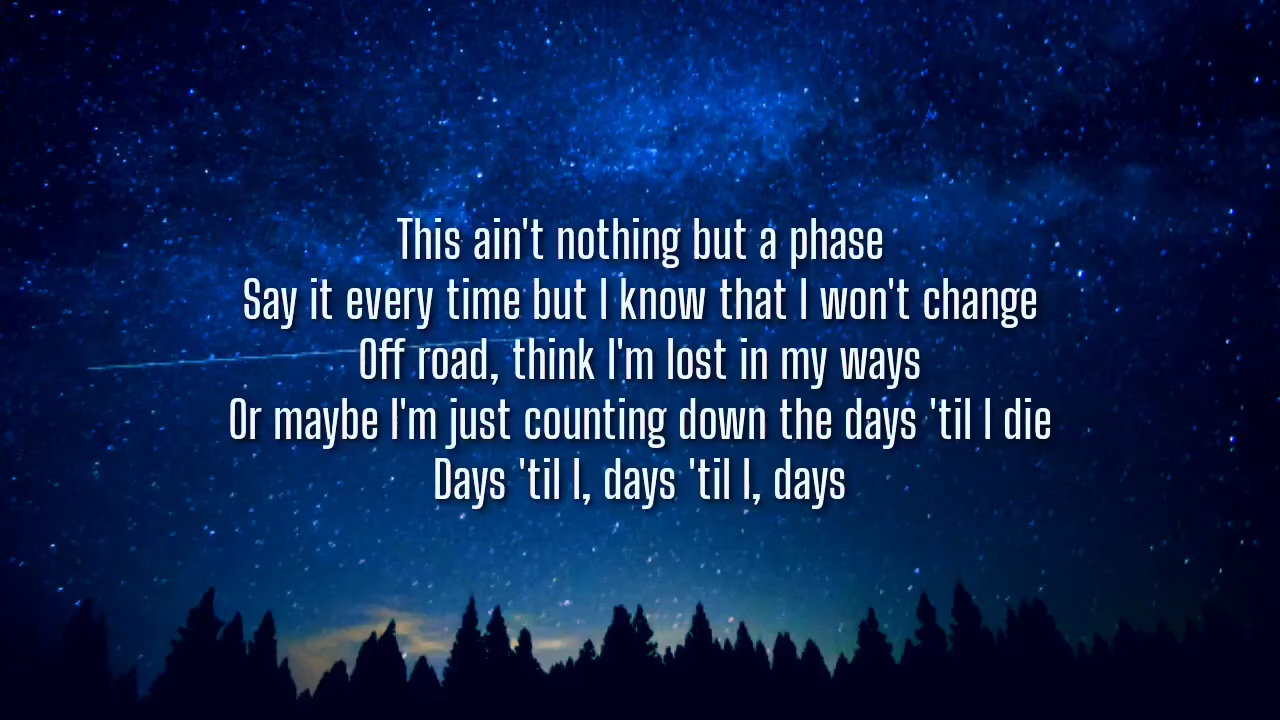 This ain't nothing but a phase
Say it every time but I know that I won't change
Off road, think I'm lost in my ways
Or maybe I'm just counting down the days 'til I die
Days 'til I, days 'til I, days